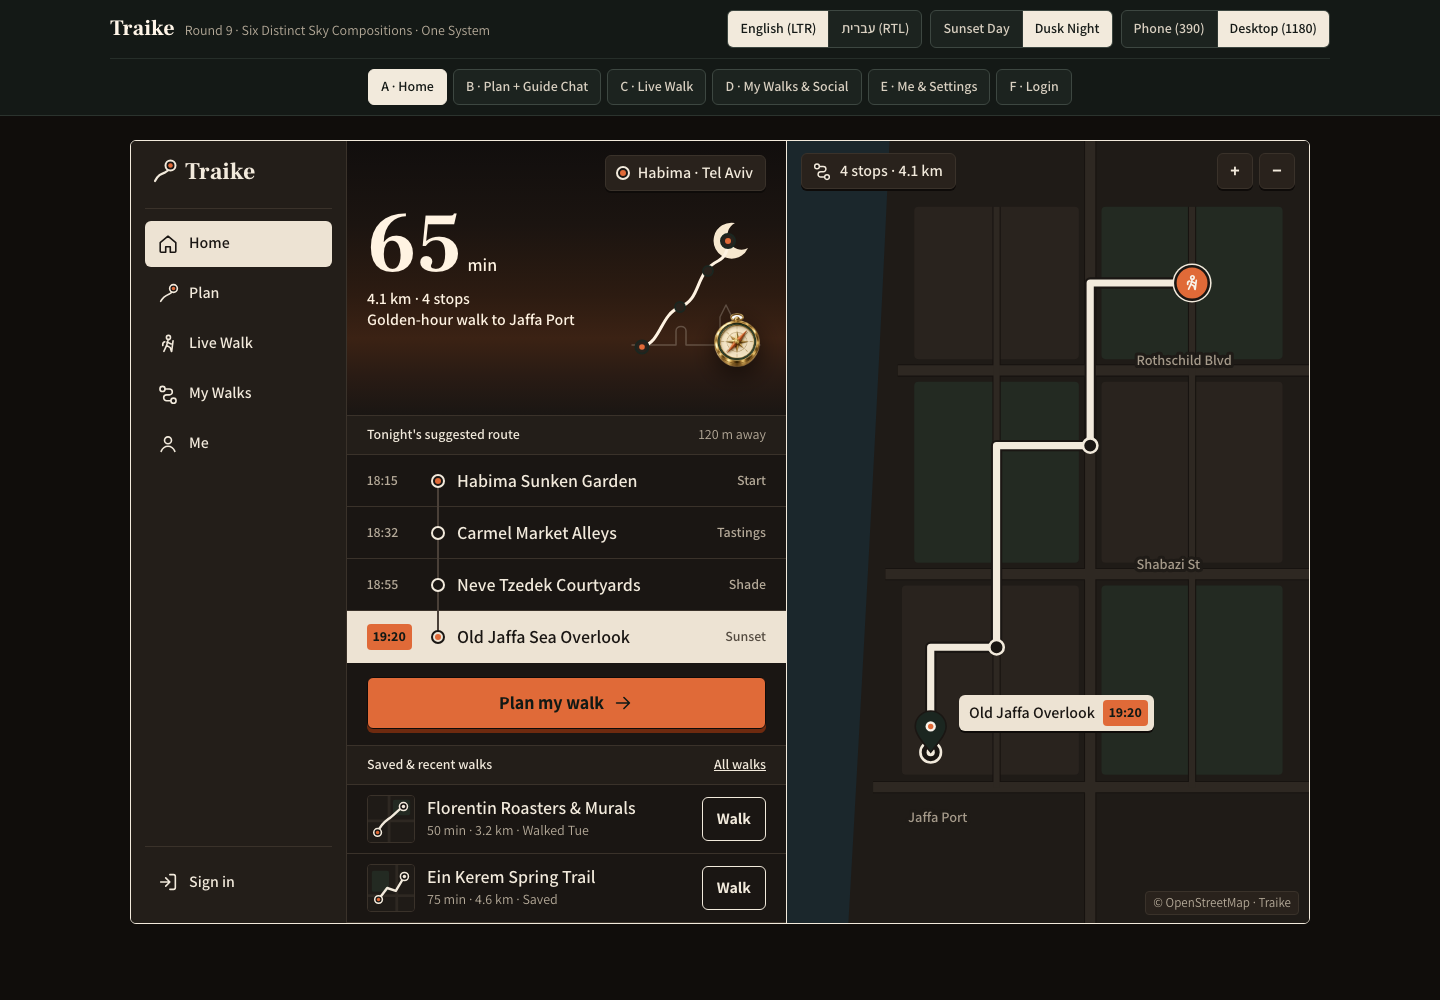 Traike Round 9 · Six Distinct Sky Compositions · One System
English (LTR) עברית (RTL) Sunset Day Dusk Night Phone (390) Desktop (1180)
A · Home B · Plan + Guide Chat C · Live Walk D · My Walks & Social E · Me & Settings F · Login
Traike
Home
Plan
Live Walk
My Walks
Me
Sign in
Habima · Tel Aviv
65 min
4.1 km · 4 stops
Golden-hour walk to Jaffa Port
Tonight's suggested route 120 m away
18:15 Habima Sunken Garden Start
18:32 Carmel Market Alleys Tastings
18:55 Neve Tzedek Courtyards Shade
19:20 Old Jaffa Sea Overlook Sunset
Plan my walk →
Saved & recent walks All walks
Florentin Roasters & Murals
50 min · 3.2 km · Walked Tue
Walk
Ein Kerem Spring Trail
75 min · 4.6 km · Saved
Walk
4 stops · 4.1 km
+ −
Rothschild Blvd
Shabazi St
Old Jaffa Overlook 19:20
Jaffa Port
© OpenStreetMap · Traike